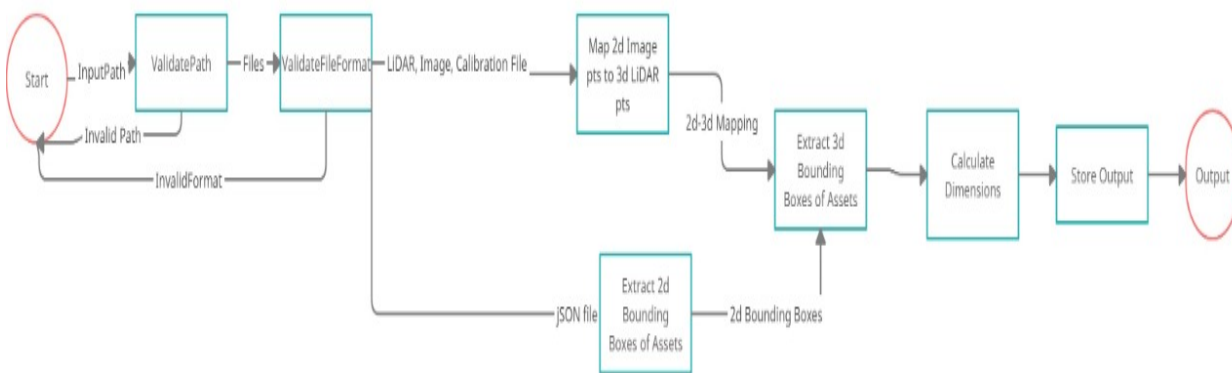 Start
InputPath
ValidatePath
Files
ValidateFileFormat
LiDAR, Image, Calibration File
Map 2d Image
pts to 3d LiDAR
pts
Invalid Path
InvalidFormat
2d-3d Mapping
Extract 3d
Bounding
Boxes of Assets
Calculate
Dimensions
Store Output
Output
jSON file
Extract 2d
Bounding
Boxes of Assets
2d Bounding Boxes